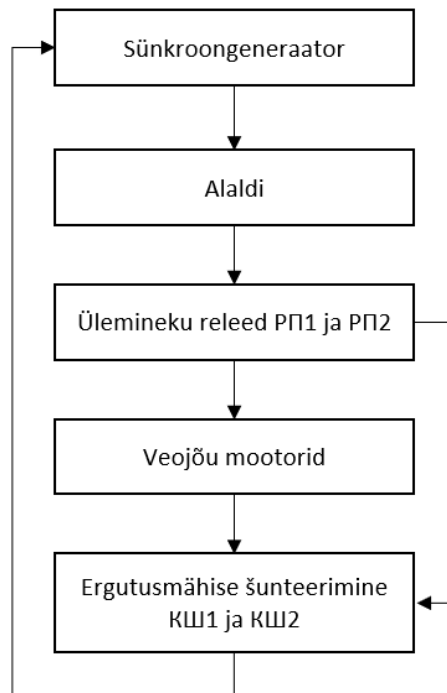 Sünkroongeneraator
Alaldi
Ülemineku releed РП1 ja РП2
Veojõu mootorid
Ergutusmähise šunteerimine
КШ1 ja КШ2